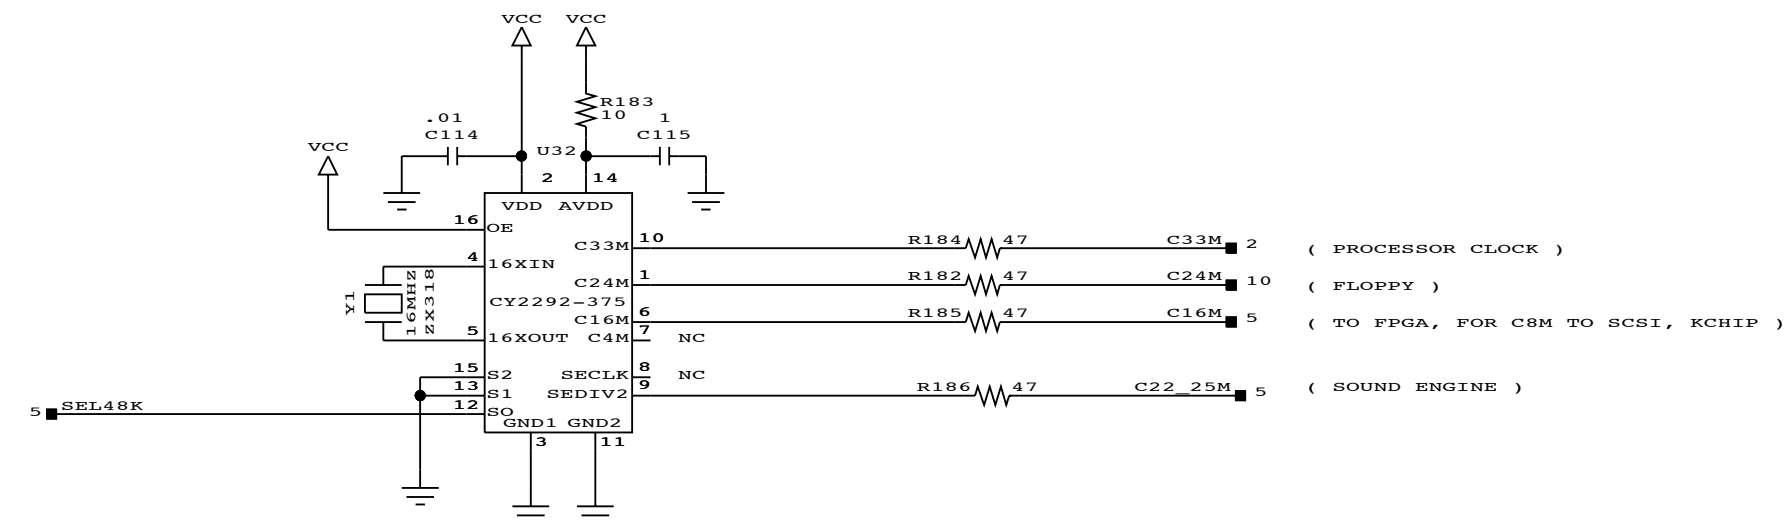 VCC VCC
R183
10
.01 1
C114 C115
VCC
U32
2 14
VDD AVDD
16 OE
C33M 10 R184 47 C33M 2 ( PROCESSOR CLOCK )
4 16XIN
C24M 1 R182 47 C24M 10 ( FLOPPY )
Y1 16MHZ ZX318
CY2292-375
C16M 6 R185 47 C16M 5 ( TO FPGA, FOR C8M TO SCSI, KCHIP )
5 16XOUT C4M 7 NC
15 S2 SECLK 8 NC
13 S1 SEDIV2 9 R186 47 C22_25M 5 ( SOUND ENGINE )
5 SEL48K 12 SO
GND1 GND2
3 11